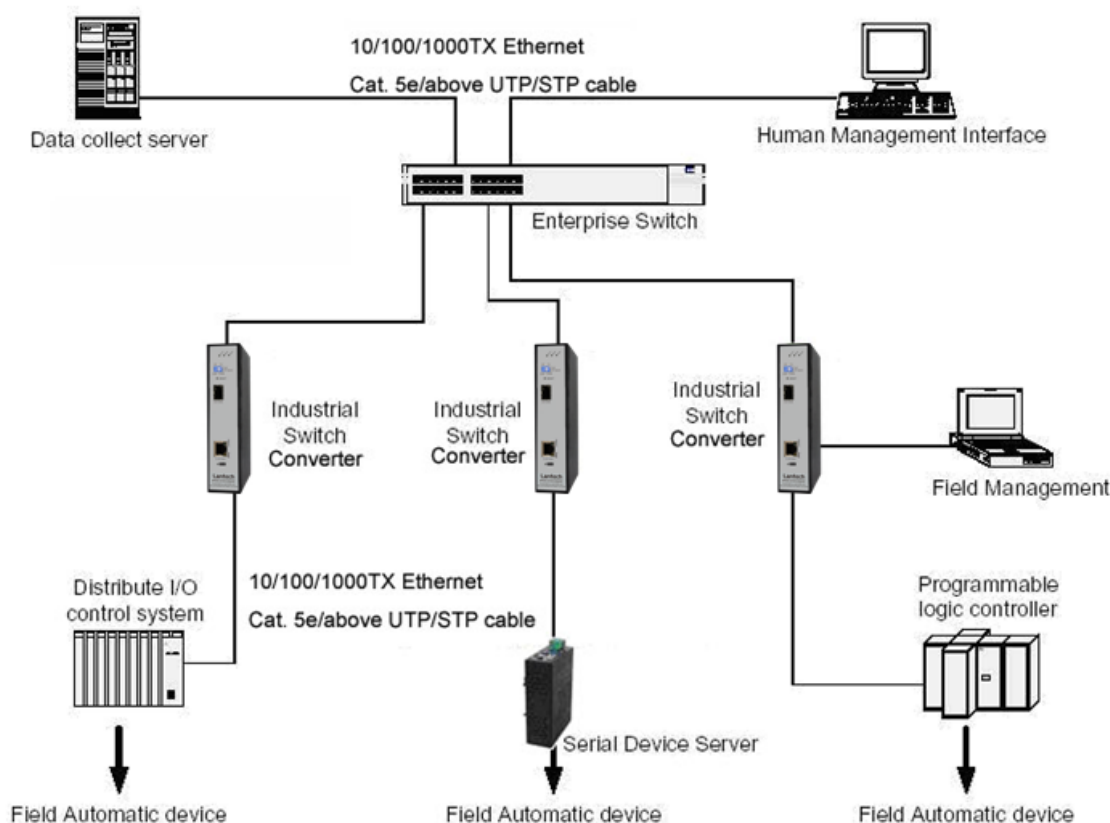 10/100/1000TX Ethernet
Cat. 5e/above UTP/STP cable
Data collect server
Human Management Interface
Enterprise Switch
Industrial
Switch
Converter
Industrial
Switch
Converter
Industrial
Switch
Converter
Lantech
Lantech
Lantech
Field Management
Distribute I/O
control system
10/100/1000TX Ethernet
Cat. 5e/above UTP/STP cable
Programmable
logic controller
Serial Device Server
Field Automatic device
Field Automatic device
Field Automatic device